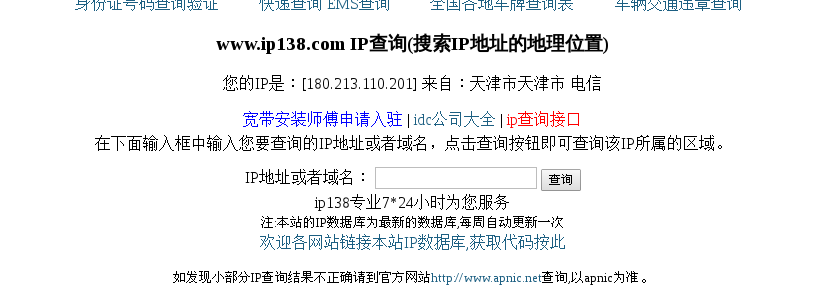 身份证号码查询验证 快递查询 EMS查询 全国各地车牌查询表 车辆交通违章查询
www.ip138.com IP查询(搜索IP地址的地理位置)
您的IP是：[180.213.110.201] 来自：天津市天津市 电信
宽带安装师傅申请入驻 | idc公司大全 | ip查询接口
在下面输入框中输入您要查询的IP地址或者域名，点击查询按钮即可查询该IP所属的区域。
IP地址或者域名： 查询
ip138专业7*24小时为您服务
注:本站的IP数据库为最新的数据库,每周自动更新一次
欢迎各网站链接本站IP数据库,获取代码按此
如发现小部分IP查询结果不正确请到官方网站http://www.apnic.net查询,以apnic为准。